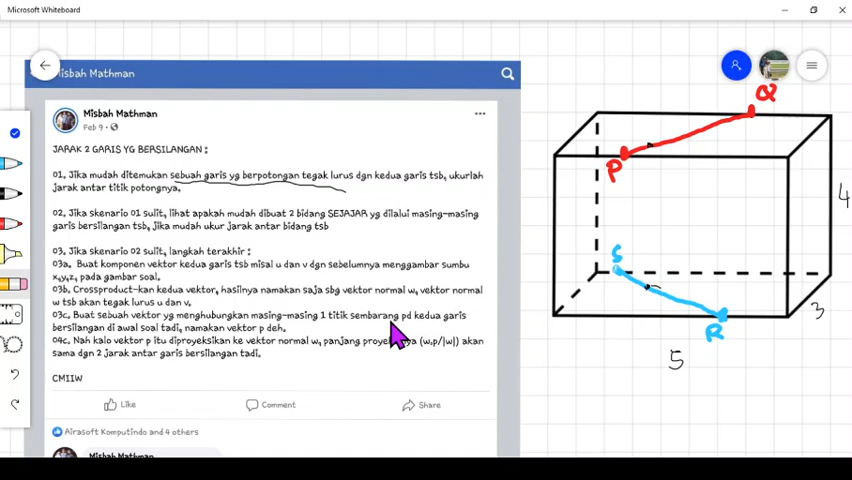 Microsoft Whiteboard
Misbah Mathman
Misbah Mathman
Feb 9
JARAK 2 GARIS YG BERSILANGAN :
01. Jika mudah ditemukan sebuah garis yg berpotongan tegak lurus dgn kedua garis tsb, ukurlah
jarak antar titik potongnya.
02. Jika skenario 01 sulit, lihat apakah mudah dibuat 2 bidang SEJAJAR yg dilalui masing-masing
garis bersilangan tsb, jika mudah ukur jarak antar bidang tsb
03. Jika skenario 02 sulit, langkah terakhir :
03a. Buat komponen vektor kedua garis tsb misal u dan v dgn sebelumnya menggambar sumbu
x,y,z, pada gambar soal.
03b. Crossproduct-kan kedua vektor, hasilnya namakan saja sbg vektor normal w, vektor normal
w tsb akan tegak lurus u dan v.
03c. Buat sebuah vektor yg menghubungkan masing-masing 1 titik sembarang pd kedua garis
bersilangan di awal soal tadi, namakan vektor p deh.
04c. Nah kalo vektor p itu diproyeksikan ke vektor normal w, panjang (w.p/|w|) akan
sama dgn 2 jarak antar garis bersilangan tadi.
CMIIW
Like Comment Share
Airasoft Komputindo and 4 others
Misbah Mathman
Q
P
4
S
3
R
5